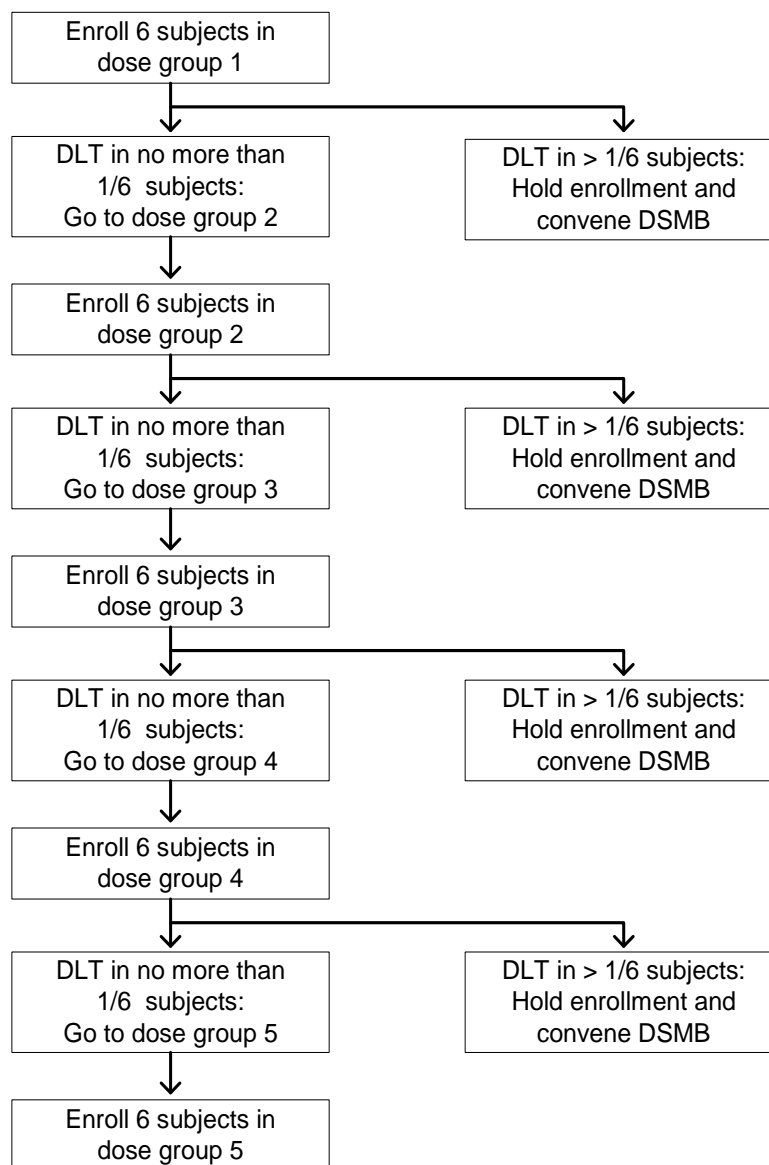 Enroll 6 subjects in
dose group 1
DLT in no more than
1/6 subjects:
Go to dose group 2
DLT in > 1/6 subjects:
Hold enrollment and
convene DSMB
Enroll 6 subjects in
dose group 2
DLT in no more than
1/6 subjects:
Go to dose group 3
DLT in > 1/6 subjects:
Hold enrollment and
convene DSMB
Enroll 6 subjects in
dose group 3
DLT in no more than
1/6 subjects:
Go to dose group 4
DLT in > 1/6 subjects:
Hold enrollment and
convene DSMB
Enroll 6 subjects in
dose group 4
DLT in no more than
1/6 subjects:
Go to dose group 5
DLT in > 1/6 subjects:
Hold enrollment and
convene DSMB
Enroll 6 subjects in
dose group 5